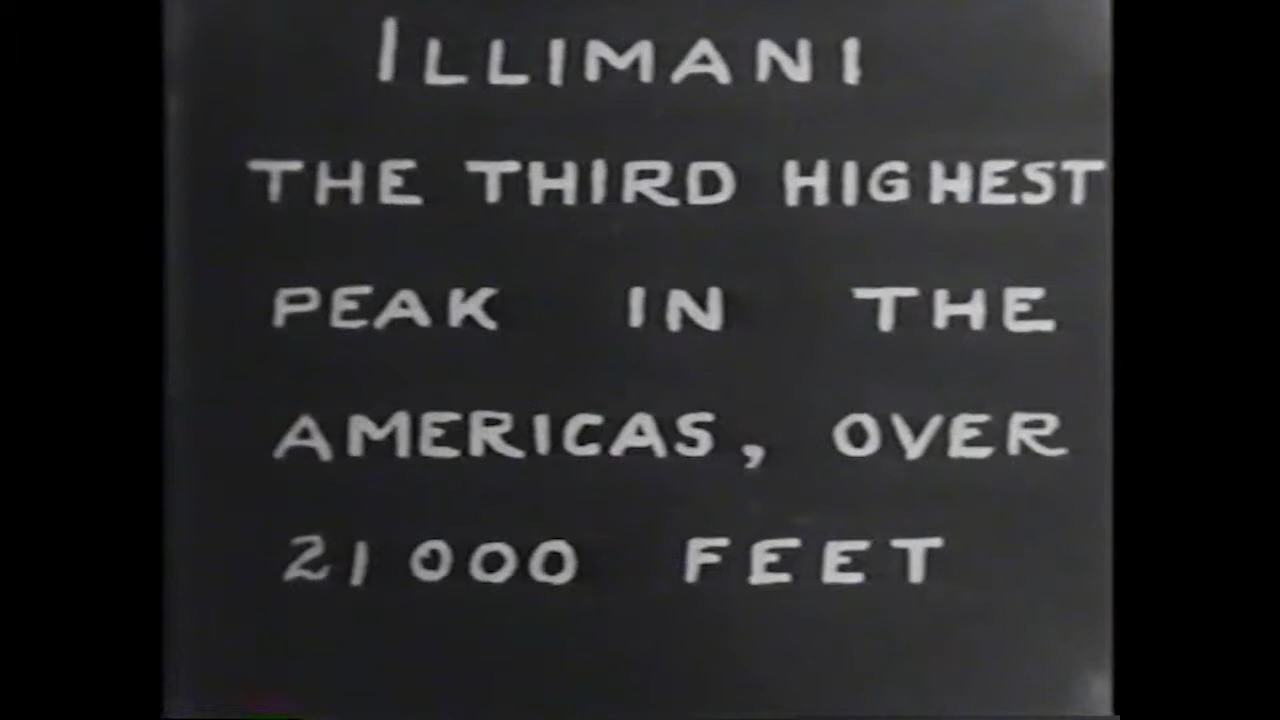 ILLIMANI
THE THIRD HIGHEST
PEAK IN THE
AMERICAS, OVER
21000 FEET